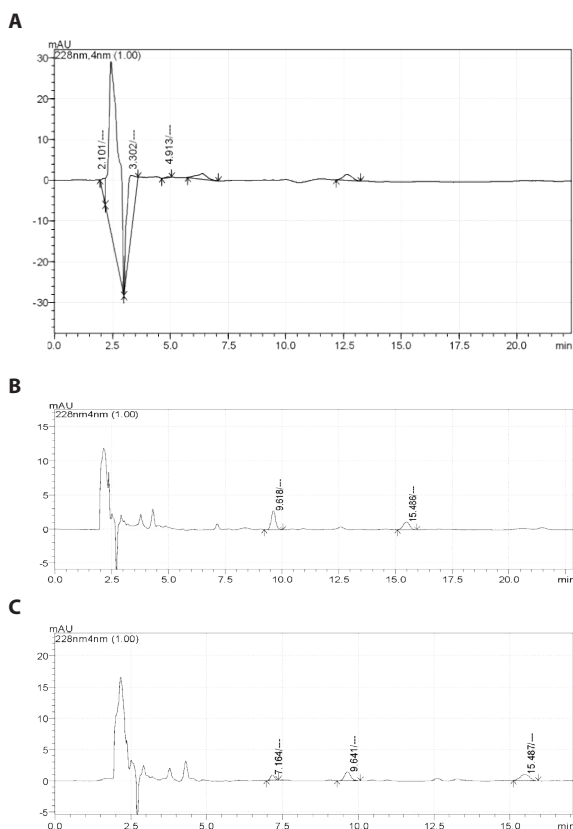 A
mAU
228nm,4nm (1.00)
30
20
10
0
-10
-20
-30
2.101/---
3.302/---
4.913/---
0.0 2.5 5.0 7.5 10.0 12.5 15.0 17.5 20.0 min
B
mAU
228nm4nm (1.00)
15
10
5
0
-5
9.618/---
15.486/---
0.0 2.5 5.0 7.5 10.0 12.5 15.0 17.5 20.0 min
C
mAU
228nm4nm (1.00)
20
15
10
5
0
-5
7.164/---
9.641/---
15.487/---
0.0 2.5 5.0 7.5 10.0 12.5 15.0 min